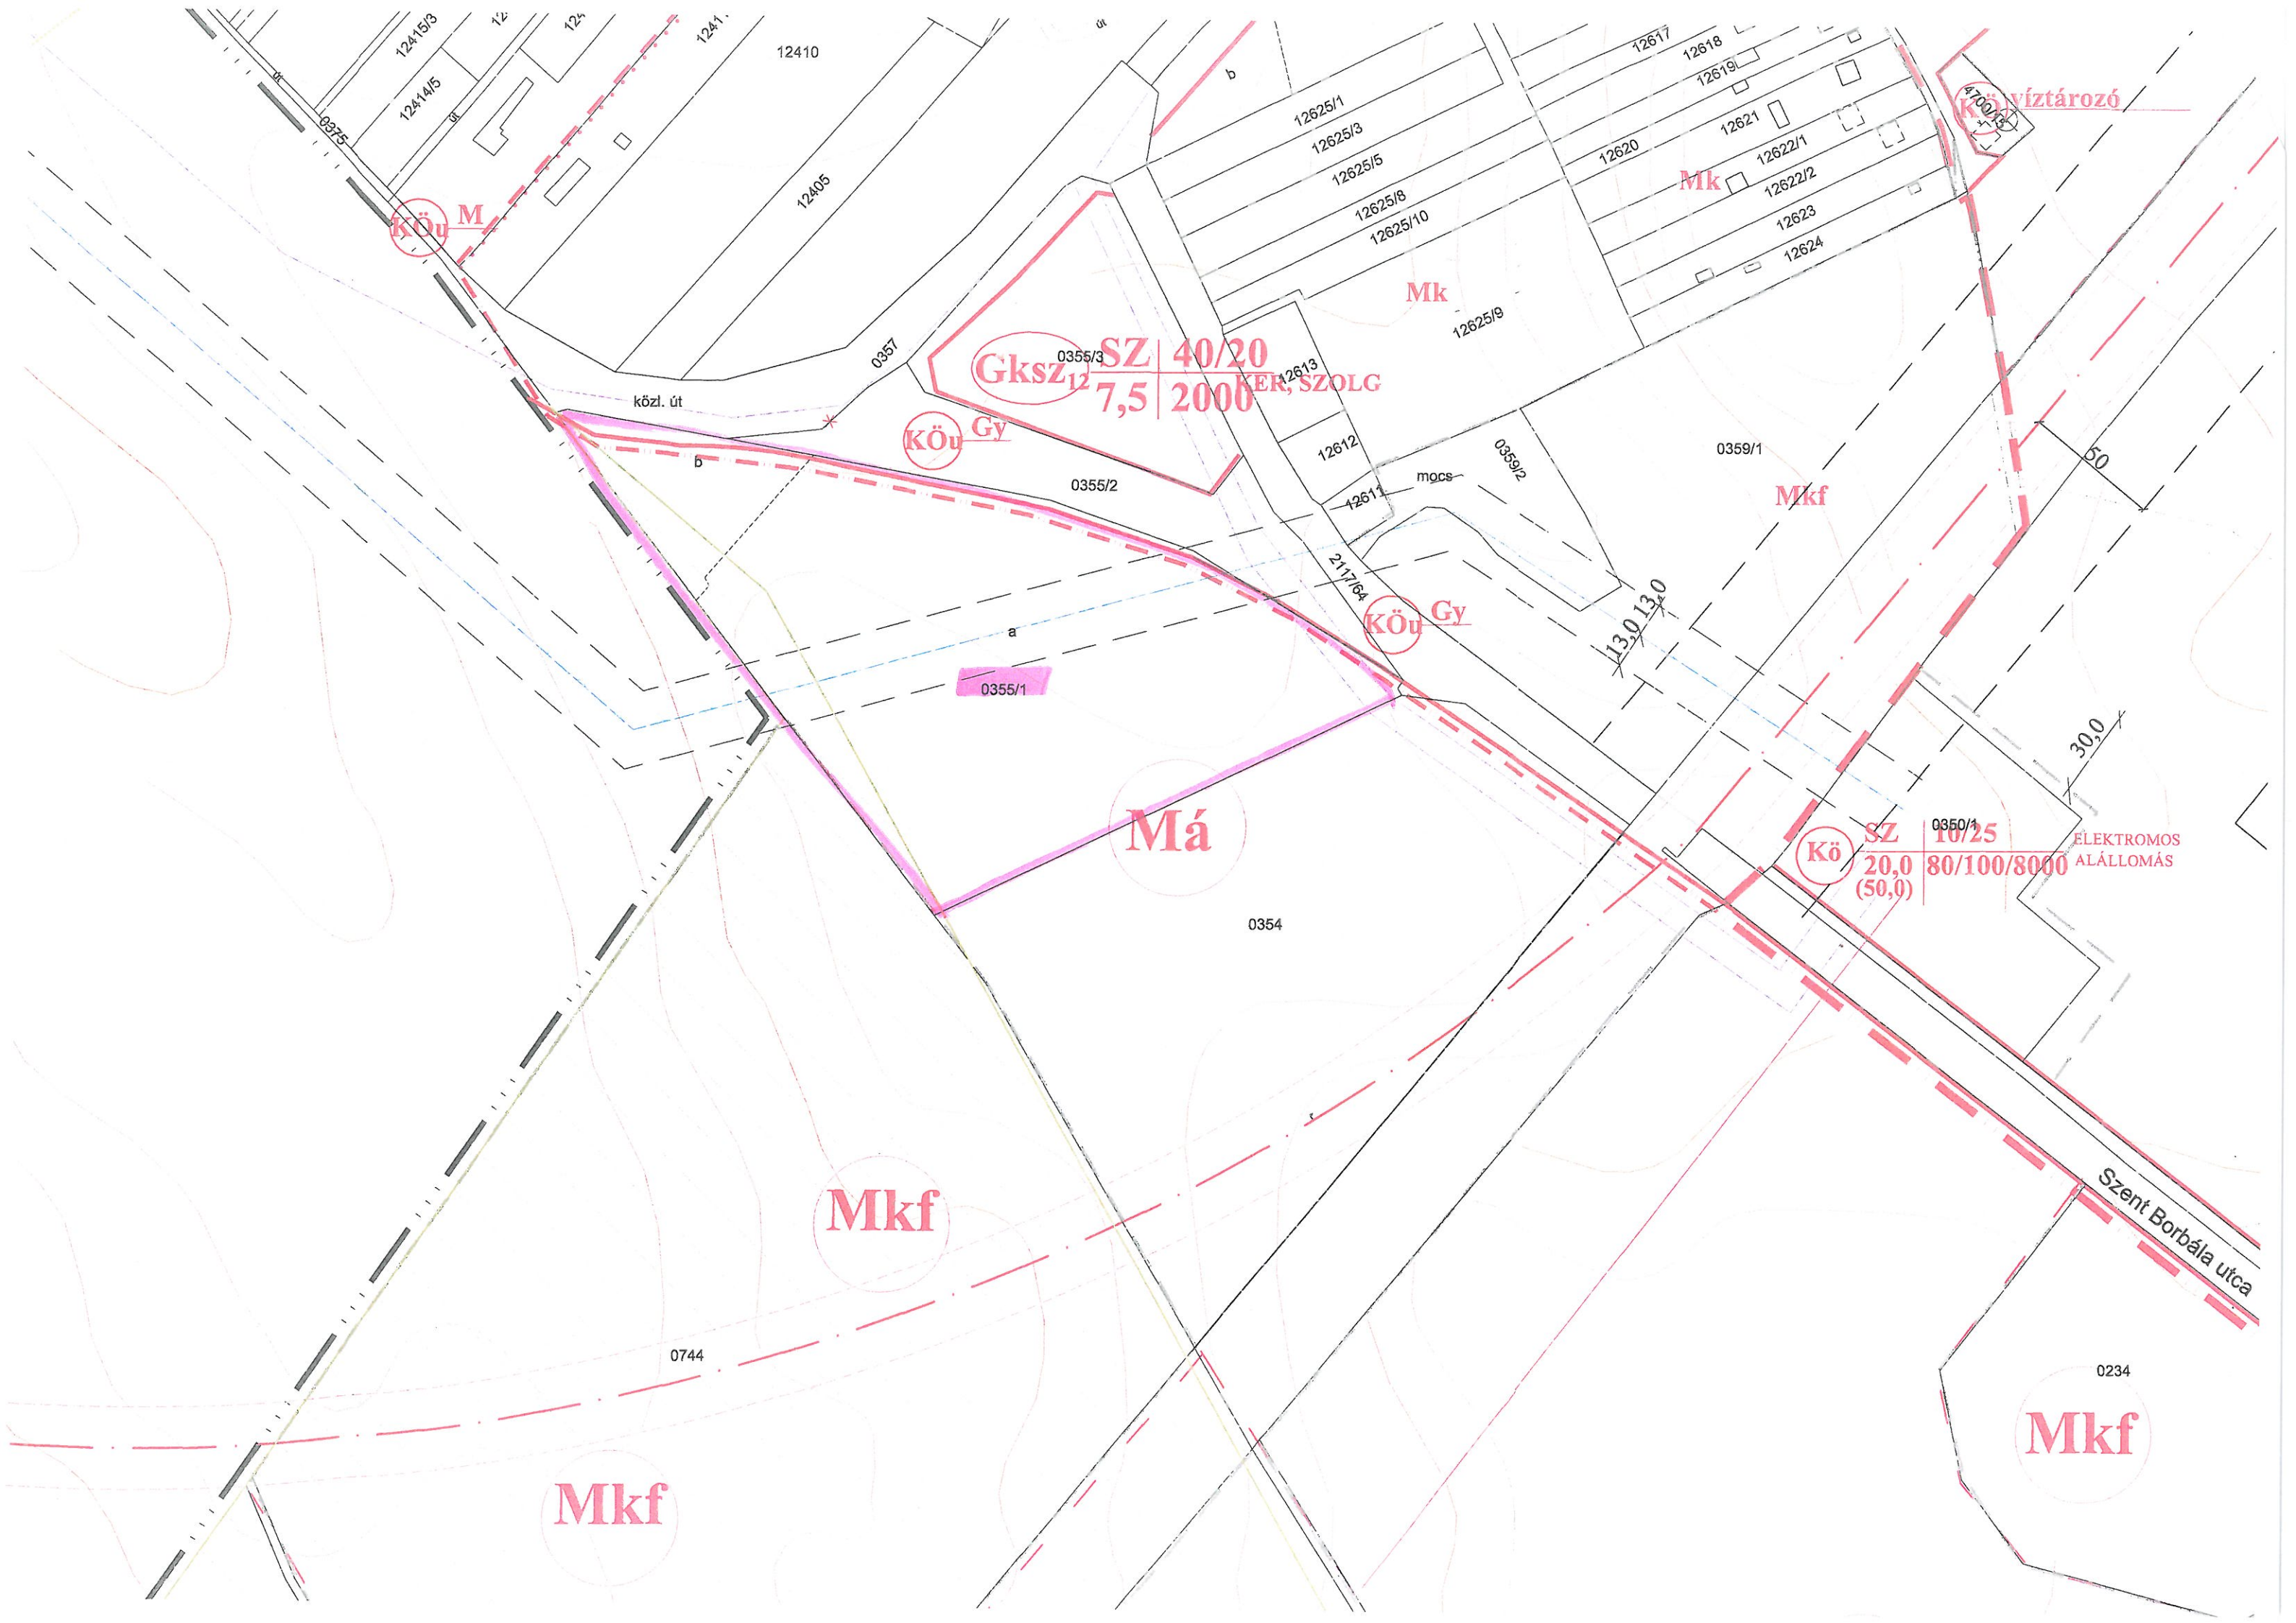 12415/3
12414/5
út
út
0375
12410
12405
út
b
KÖu M
0357
közl. út
b
12617
12618
12619
12620
12621
12622/1
12622/2
12623
12624
Mk
12625/1
12625/3
12625/5
12625/8
12625/10
12625/9
Mk
KÖ víztározó
0355/3
Gksz12 SZ 40/20
7,5 2000 KER, SZOLG
12613
12612
12611
KÖu Gy
0355/2
mocs
0359/2
0359/1
Mkf
50
2117/64
KÖu Gy
13,0 13,0
a
0355/1
30,0
Má
0350/1
Kö SZ 10/25
20,0 80/100/8000
(50,0)
ELEKTROMOS
ALÁLLOMÁS
0354
r
Mkf
Szent Borbála utca
0744
0234
Mkf
Mkf